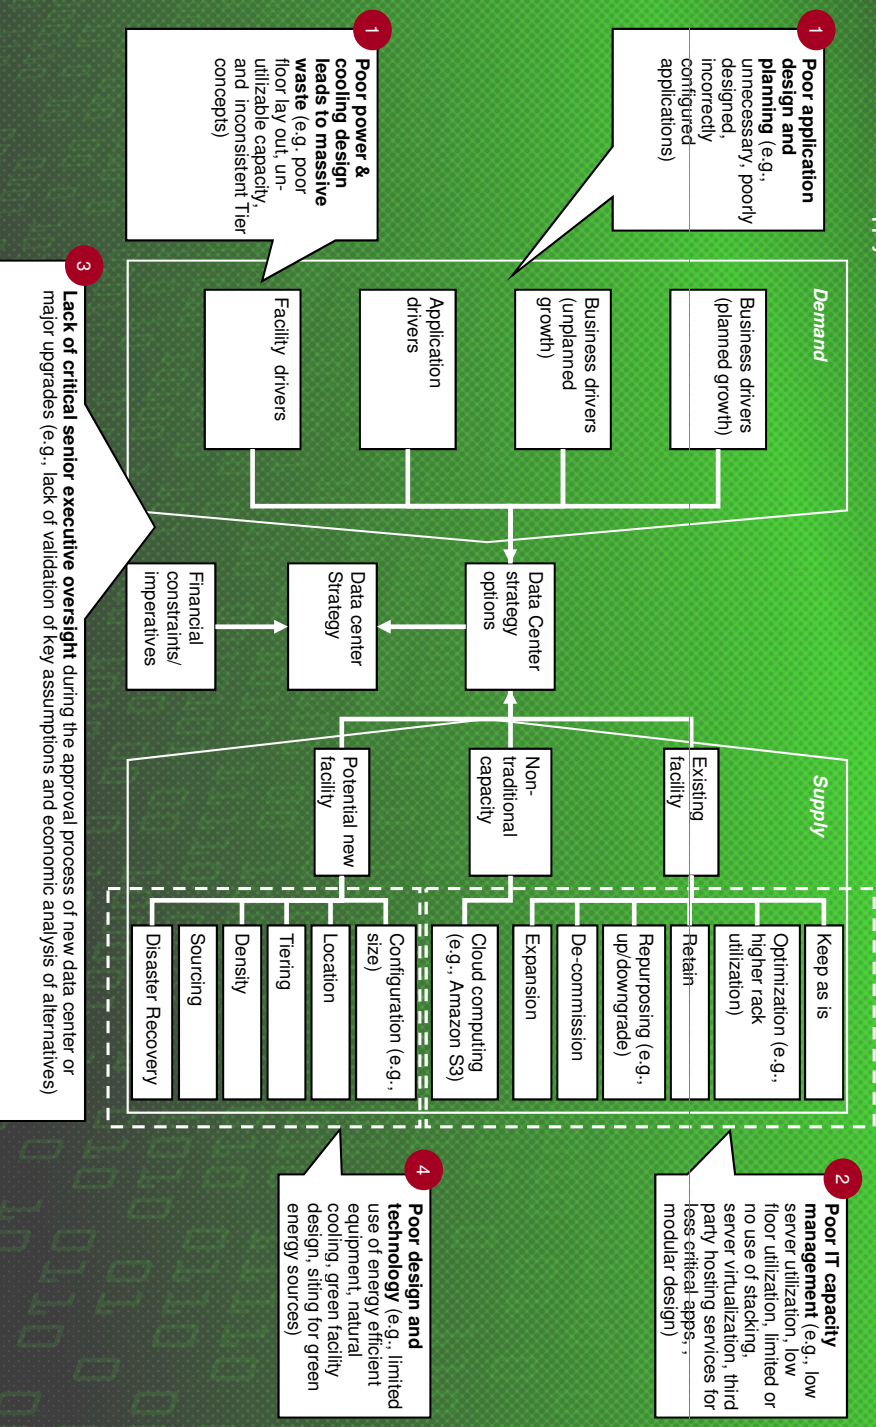 1
Poor application
design and
planning (e.g.,
unnecessary, poorly
designed,
incorrectly
configured
applications)
1
Poor power &
cooling design
leads to massive
waste (e.g. poor
floor lay out, un-
utilizable capacity,
and inconsistent Tier
concepts)
Demand
Business drivers
(planned growth)
Business drivers
(unplanned
growth)
Application
drivers
Facility drivers
Data Center
strategy
options
Data center
Strategy
Financial
constraints/
imperatives
Supply
Existing
facility
Non-
traditional
capacity
Potential new
facility
Keep as is
Optimization (e.g.,
higher rack
utilization)
Retain
Repurposing (e.g.,
up/downgrade)
De-commission
Expansion
Cloud computing
(e.g., Amazon S3)
Configuration (e.g.,
size)
Location
Tiering
Density
Sourcing
Disaster Recovery
2
Poor IT capacity
management (e.g., low
server utilization, low
floor utilization, limited or
no use of stacking,
server virtualization, third
party hosting services for
less critical apps, ,
modular design)
4
Poor design and
technology (e.g., limited
use of energy efficient
equipment, natural
cooling, green facility
design, siting for green
energy sources)
3
Lack of critical senior executive oversight during the approval process of new data center or
major upgrades (e.g., lack of validation of key assumptions and economic analysis of alternatives)